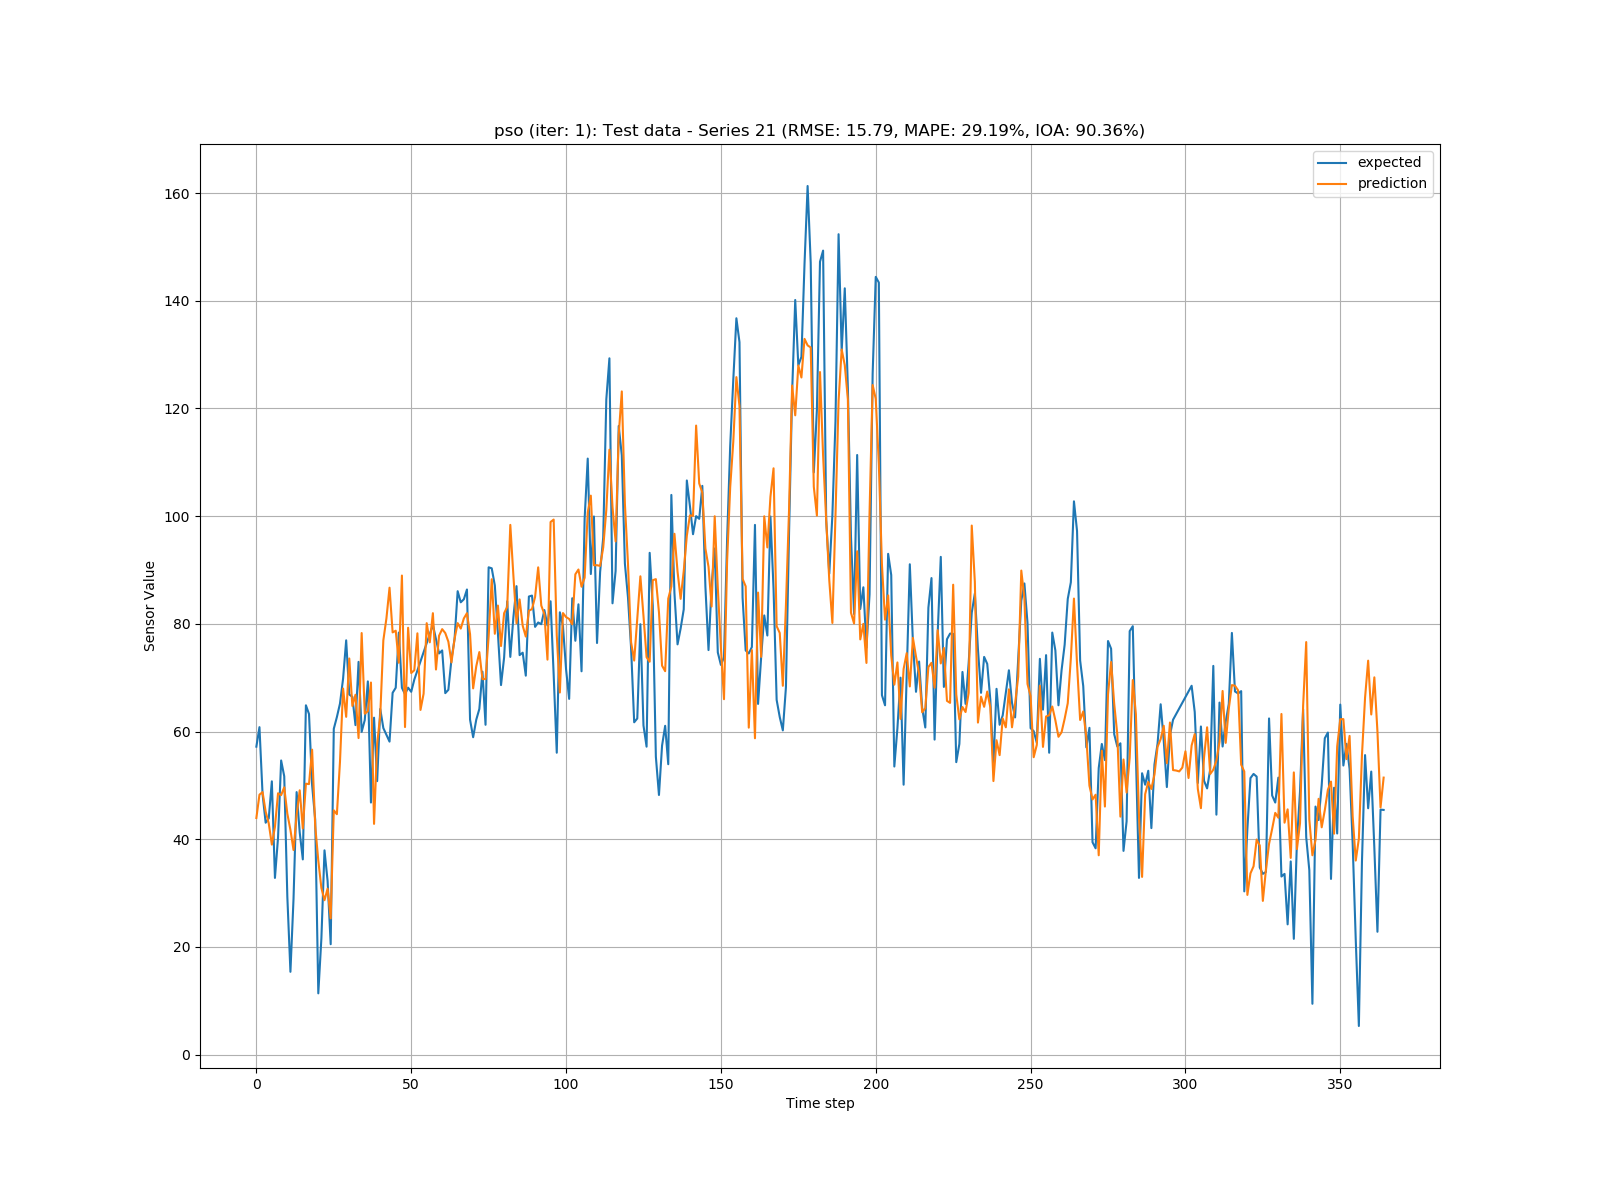 pso (iter: 1): Test data - Series 21 (RMSE: 15.79, MAPE: 29.19%, IOA: 90.36%)
expected
prediction
160
140
120
100
80
60
40
20
0
Sensor Value
0 50 100 150 200 250 300 350
Time step